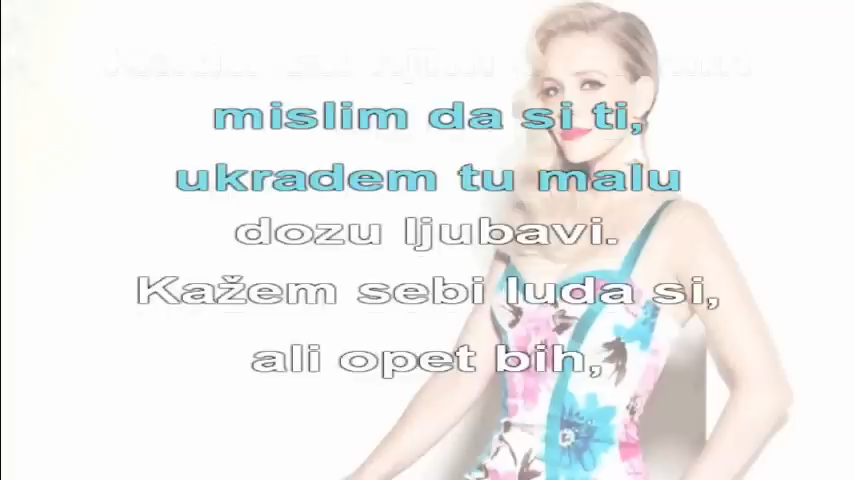 mislim da si ti,
ukradem tu malu
dozu ljubavi.
Kažem sebi luda si,
ali opet bih,